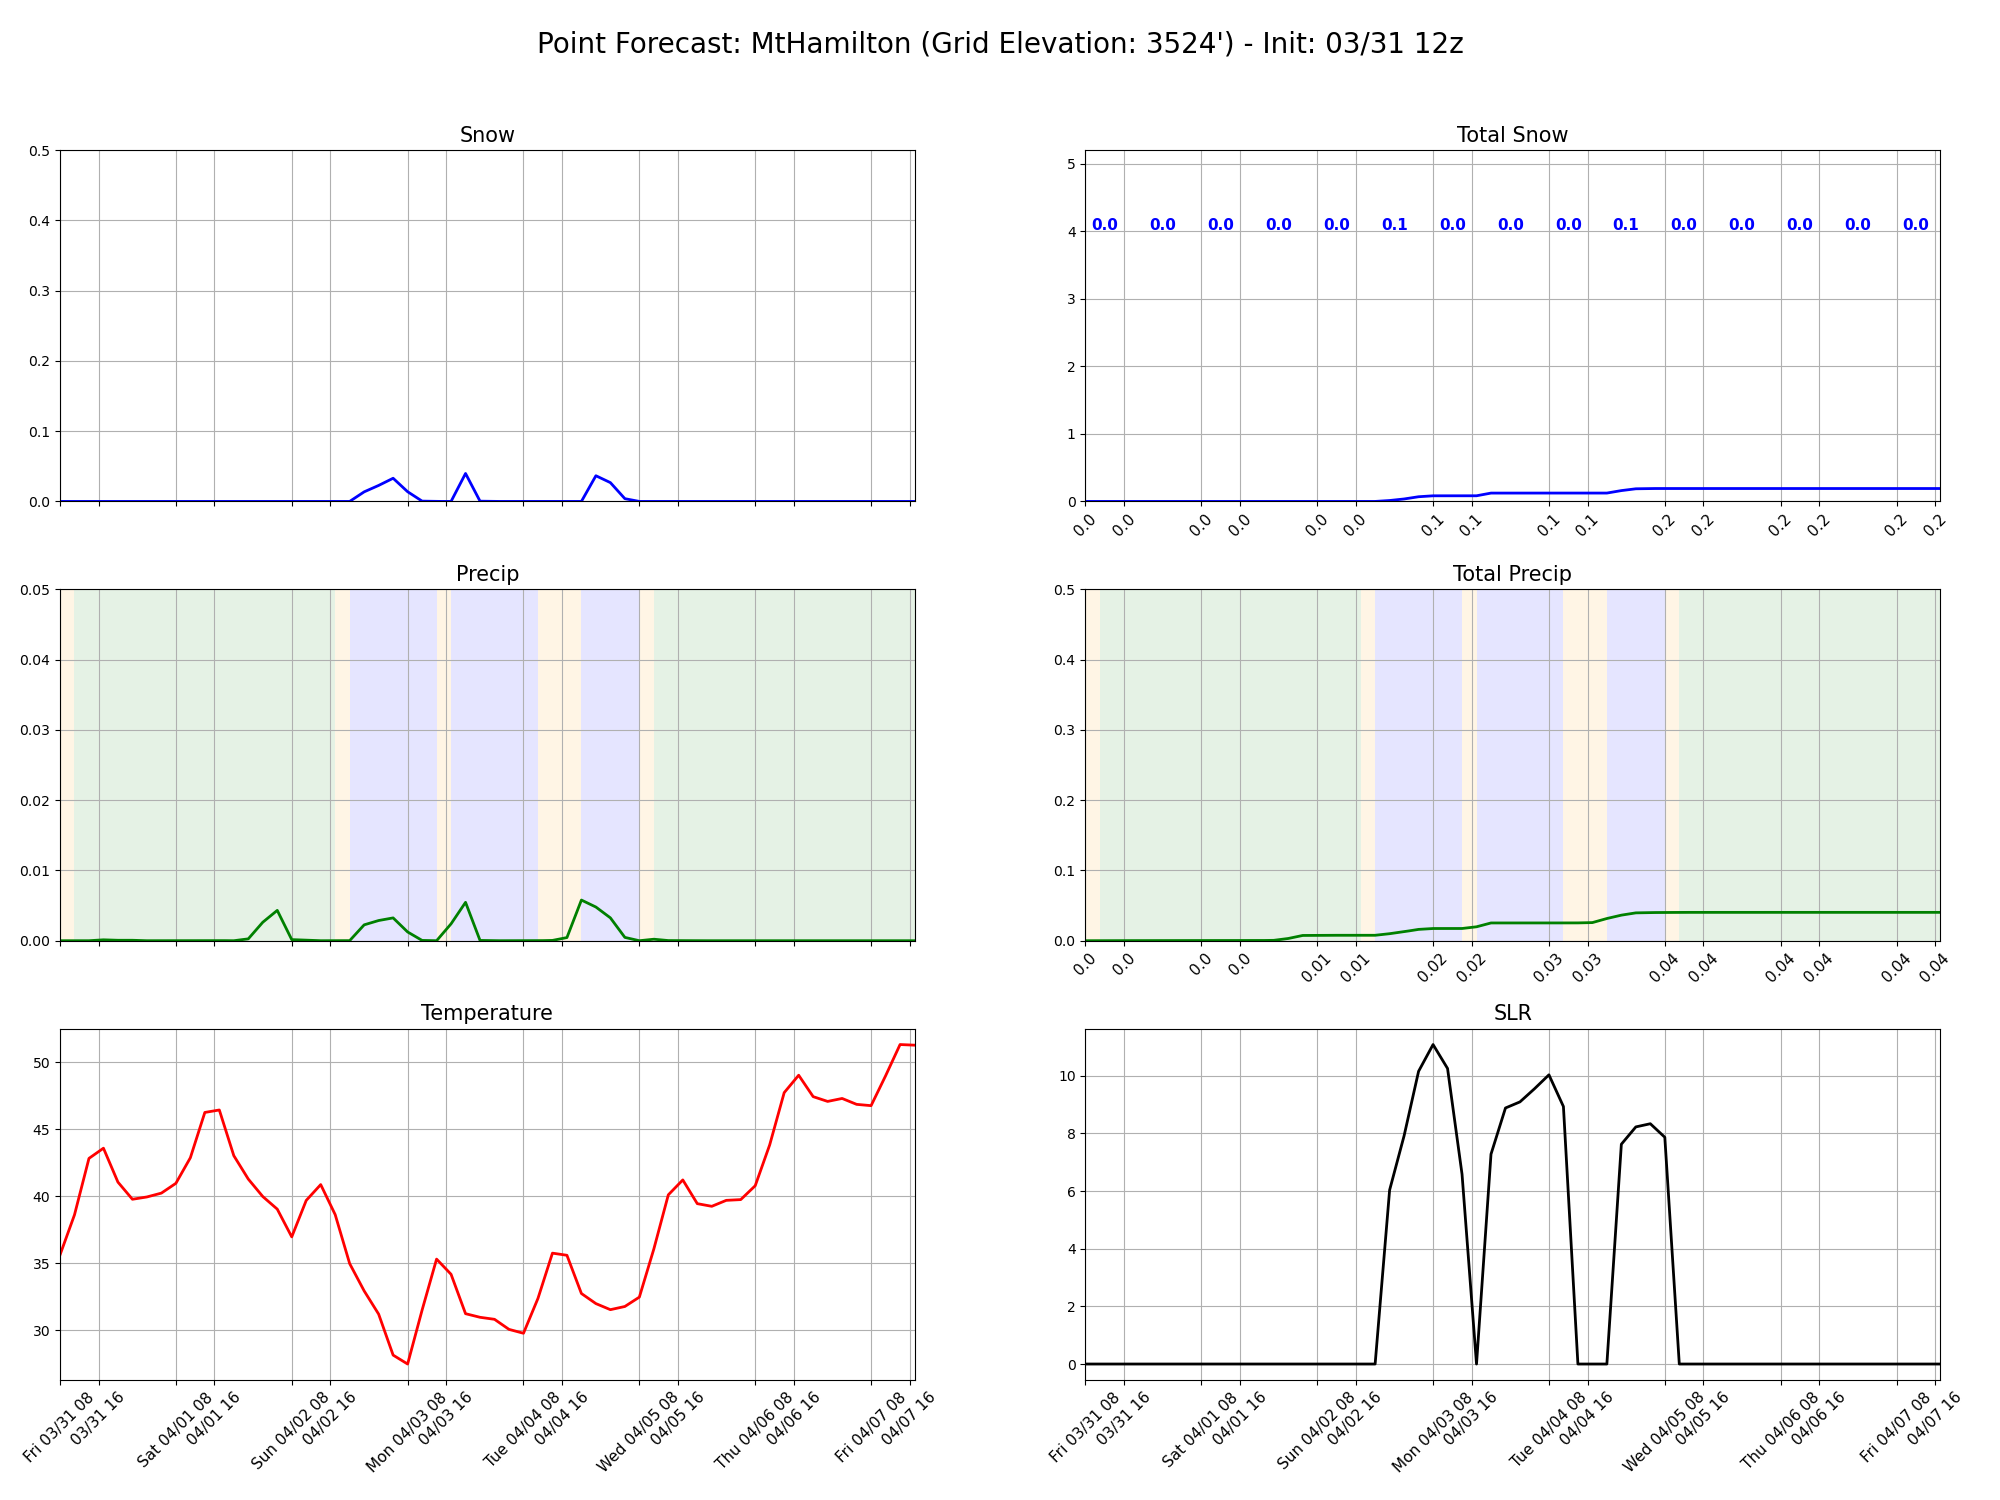 Point Forecast: MtHamilton (Grid Elevation: 3524') - Init: 03/31 12z
Snow
0.5
0.4
0.3
0.2
0.1
0.0
Total Snow
5
4
3
2
1
0
0.0 0.0 0.0 0.0 0.0 0.1 0.0 0.0 0.0 0.1 0.0 0.0 0.0 0.0 0.0
0.0 0.0 0.0 0.0 0.0 0.0 0.1 0.1 0.1 0.1 0.2 0.2 0.2 0.2 0.2 0.2
Precip
0.05
0.04
0.03
0.02
0.01
0.00
Total Precip
0.5
0.4
0.3
0.2
0.1
0.0
0.0 0.0 0.0 0.0 0.01 0.01 0.02 0.02 0.03 0.03 0.04 0.04 0.04 0.04 0.04 0.04
Temperature
50
45
40
35
30
Fri 03/31 08
03/31 16
Sat 04/01 08
04/01 16
Sun 04/02 08
04/02 16
Mon 04/03 08
04/03 16
Tue 04/04 08
04/04 16
Wed 04/05 08
04/05 16
Thu 04/06 08
04/06 16
Fri 04/07 08
04/07 16
SLR
10
8
6
4
2
0
Fri 03/31 08
03/31 16
Sat 04/01 08
04/01 16
Sun 04/02 08
04/02 16
Mon 04/03 08
04/03 16
Tue 04/04 08
04/04 16
Wed 04/05 08
04/05 16
Thu 04/06 08
04/06 16
Fri 04/07 08
04/07 16